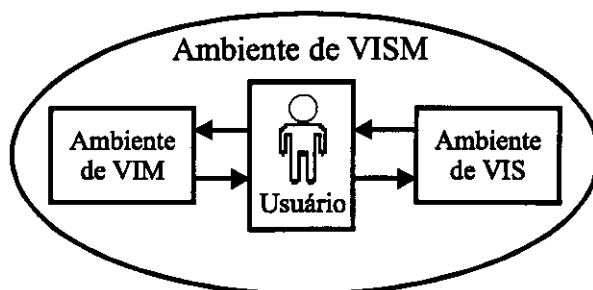 Ambiente de VISM
Ambiente
de VIM
Usuário
Ambiente
de VIS